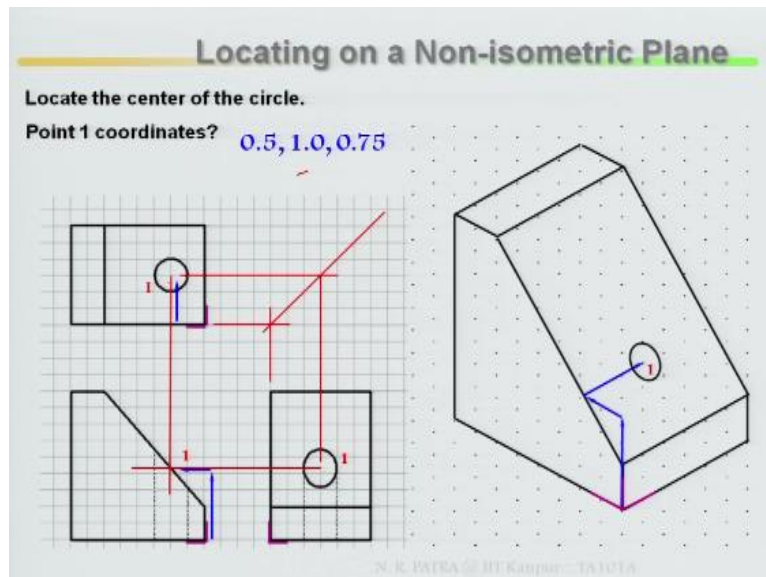 Locating on a Non-isometric Plane
Locate the center of the circle.
Point 1 coordinates?
0.5, 1.0, 0.75
1
1
1
1
N. R. PATRA @ IIT Kanpur: TA101A